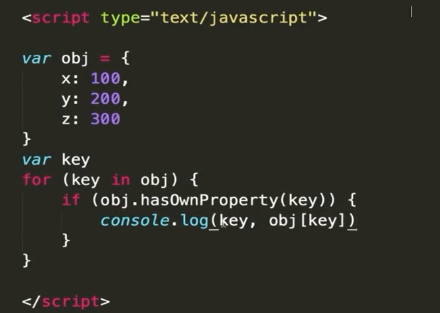 <script type="text/javascript">
var obj = {
    x: 100,
    y: 200,
    z: 300
}
var key
for (key in obj) {
    if (obj.hasOwnProperty(key)) {
        console.log(key, obj[key])
    }
}
</script>